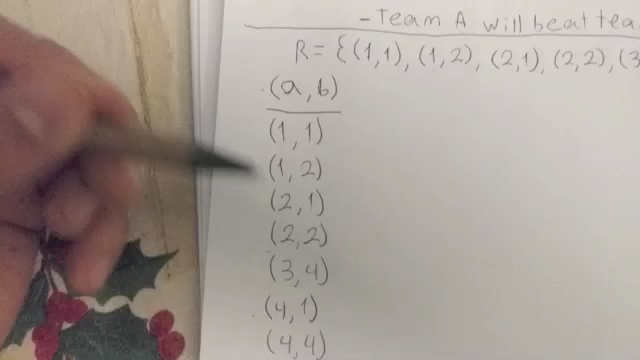 - Team A will beat tea
R = {(1,1), (1,2), (2,1), (2,2), (3
(a,b)
(1,1)
(1,2)
(2,1)
(2,2)
(3,4)
(4,1)
(4,4)